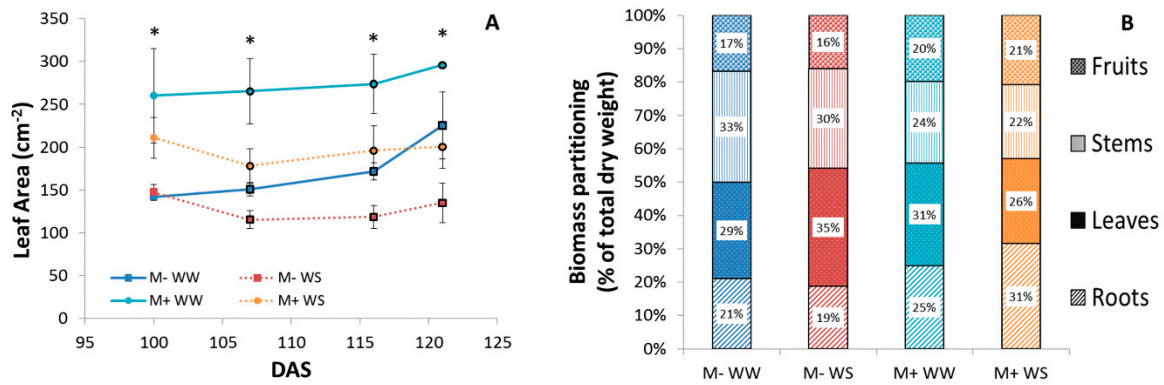 A
* * * *
Leaf Area (cm-2)
350
300
250
200
150
100
50
0
M- WW M- WS
M+ WW M+ WS
95 100 105 110 115 120 125
DAS
B
Biomass partitioning
(% of total dry weight)
100%
90%
80%
70%
60%
50%
40%
30%
20%
10%
0%
17% 16% 20% 21%
33% 30% 24% 22%
29% 35% 31% 26%
21% 19% 25% 31%
M- WW M- WS M+ WW M+ WS
Fruits
Stems
Leaves
Roots